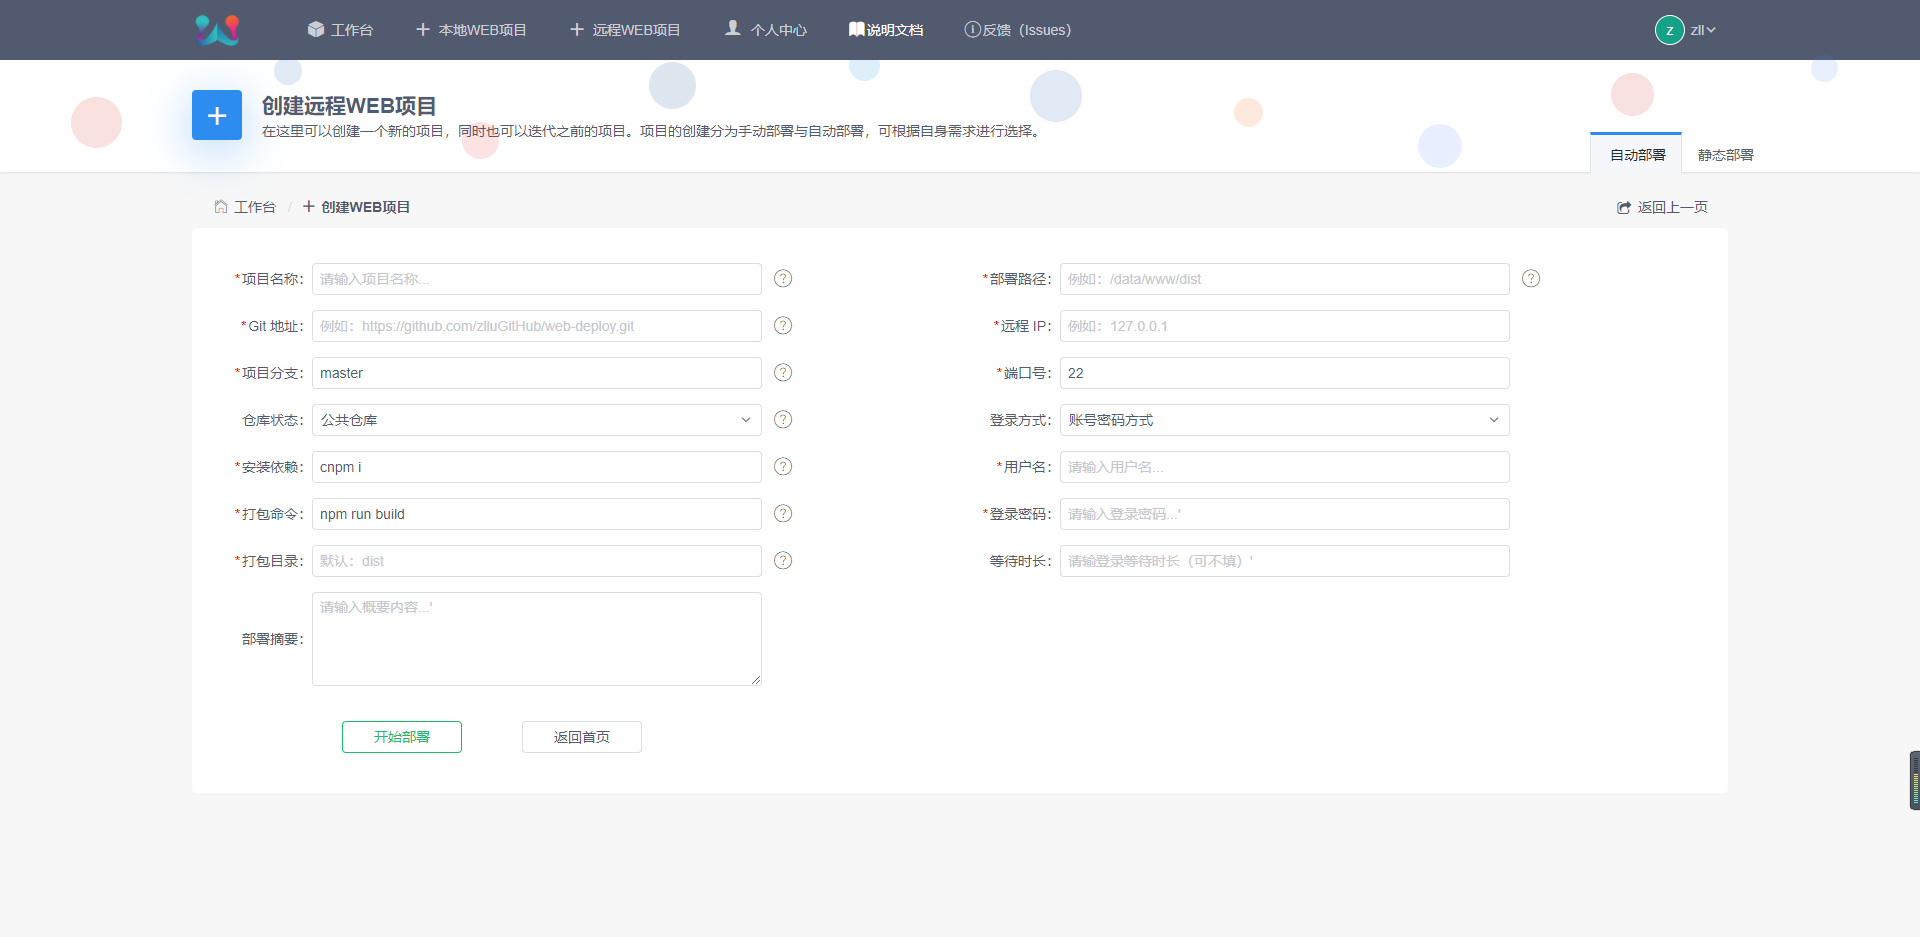 工作台
本地WEB项目
远程WEB项目
个人中心
说明文档
反馈（Issues）
z
zll
创建远程WEB项目
在这里可以创建一个新的项目，同时也可以迭代之前的项目。项目的创建分为手动部署与自动部署，可根据自身需求进行选择。
自动部署
静态部署
工作台 / 创建WEB项目
返回上一页
*项目名称： 请输入项目名称...
*部署路径： 例如：/data/www/dist
*Git 地址： 例如：https://github.com/zlluGitHub/web-deploy.git
*远程 IP： 例如：127.0.0.1
*项目分支： master
*端口号： 22
仓库状态： 公共仓库
登录方式： 账号密码方式
*安装依赖： cnpm i
*用户名： 请输入用户名...
*打包命令： npm run build
*登录密码： 请输入登录密码...'
*打包目录： 默认：dist
等待时长： 请输登录等待时长（可不填）'
部署摘要： 请输入概要内容...'
开始部署
返回首页